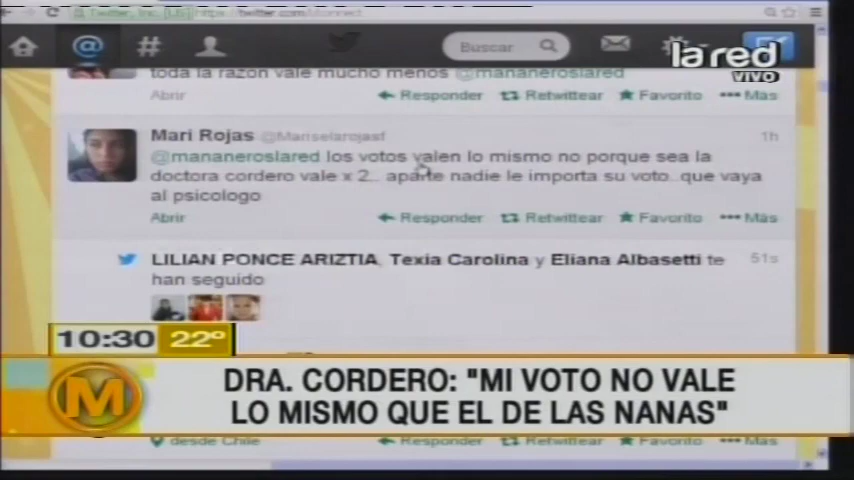 Twitter, Inc. [US] https://twitter.com
@ # Buscar
la red
VIVO
toda la razon vale mucho menos @mananeroslared
Abrir Responder Retwittear Favorito Más
Mari Rojas @Mariselarojasf 1h
@mananeroslared los votos valen lo mismo no porque sea la
doctora cordero vale x 2.. aparte nadie le importa su voto..que vaya
al psicologo
Abrir Responder Retwittear Favorito Más
LILIAN PONCE ARIZTIA, Texia Carolina y Eliana Albasetti te 51s
han seguido
10:30 22º
M
DRA. CORDERO: "MI VOTO NO VALE
LO MISMO QUE EL DE LAS NANAS"
desde Chile Responder Retwittear Favorito Más